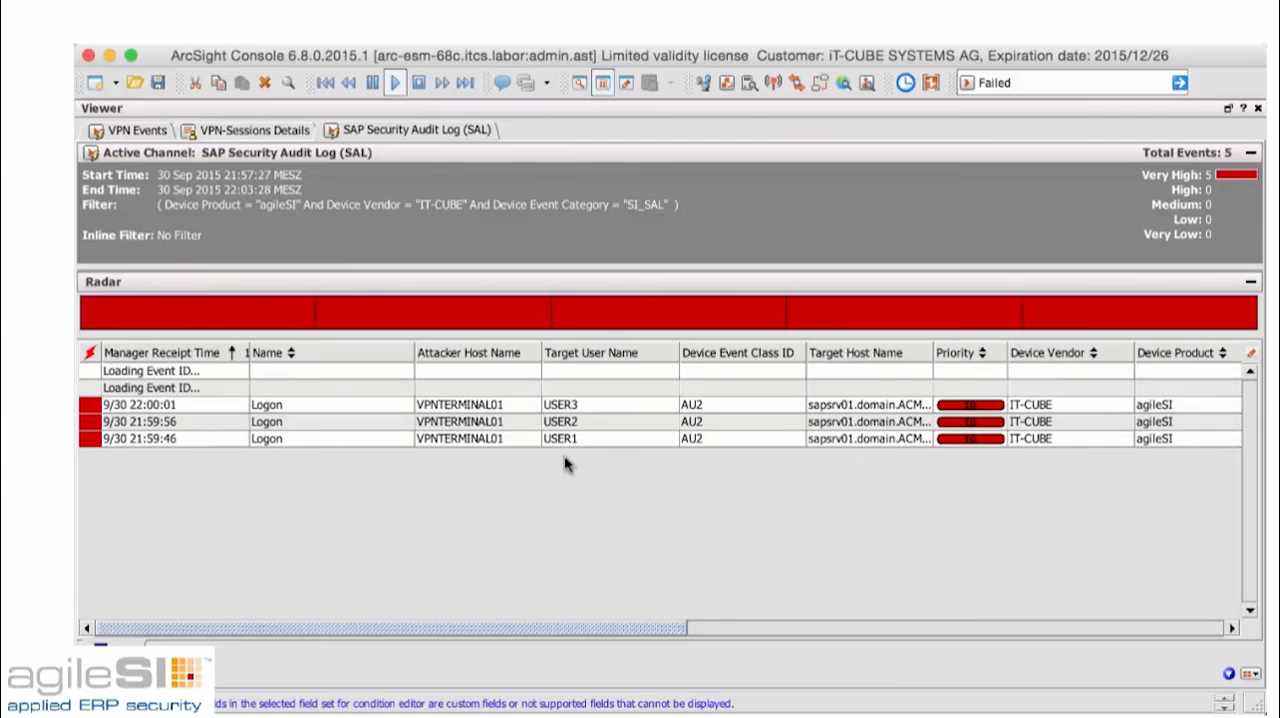 ArcSight Console 6.8.0.2015.1 [arc-esm-68c.itcs.labor:admin.ast] Limited validity license   Customer: iT-CUBE SYSTEMS AG, Expiration date: 2015/12/26
Failed
Viewer
VPN Events VPN-Sessions Details SAP Security Audit Log (SAL)
Active Channel: SAP Security Audit Log (SAL) Total Events: 5
Start Time: 30 Sep 2015 21:57:27 MESZ Very High: 5
End Time: 30 Sep 2015 22:03:28 MESZ High: 0
Filter: ( Device Product = "agileSI" And Device Vendor = "IT-CUBE" And Device Event Category = "SI_SAL" ) Medium: 0
Low: 0
Inline Filter: No Filter Very Low: 0
Radar
Manager Receipt Time 1 Name Attacker Host Name Target User Name Device Event Class ID Target Host Name Priority Device Vendor Device Product
Loading Event ID...
Loading Event ID...
9/30 22:00:01 Logon VPNTERMINAL01 USER3 AU2 sapsrv01.domain.ACM... 10 IT-CUBE agileSI
9/30 21:59:56 Logon VPNTERMINAL01 USER2 AU2 sapsrv01.domain.ACM... 10 IT-CUBE agileSI
9/30 21:59:46 Logon VPNTERMINAL01 USER1 AU2 sapsrv01.domain.ACM... 10 IT-CUBE agileSI
agileSI™
applied ERP security
ds in the selected field set for condition editor are custom fields or not supported fields that cannot be displayed.